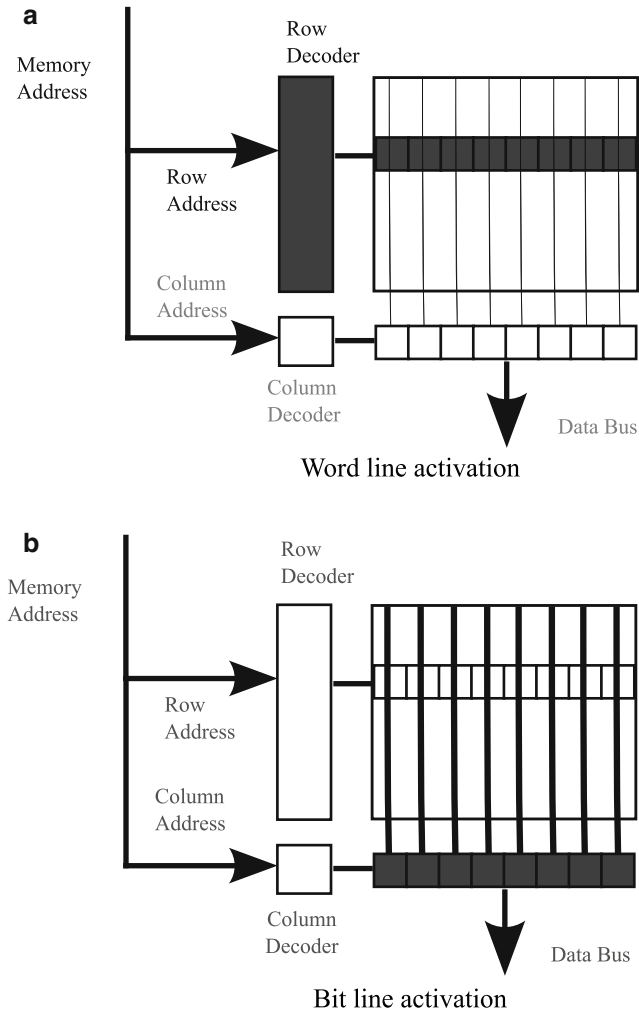 a
Row
Decoder
Memory
Address
Row
Address
Column
Address
Column
Decoder
Data Bus
Word line activation
b
Row
Decoder
Memory
Address
Row
Address
Column
Address
Column
Decoder
Data Bus
Bit line activation